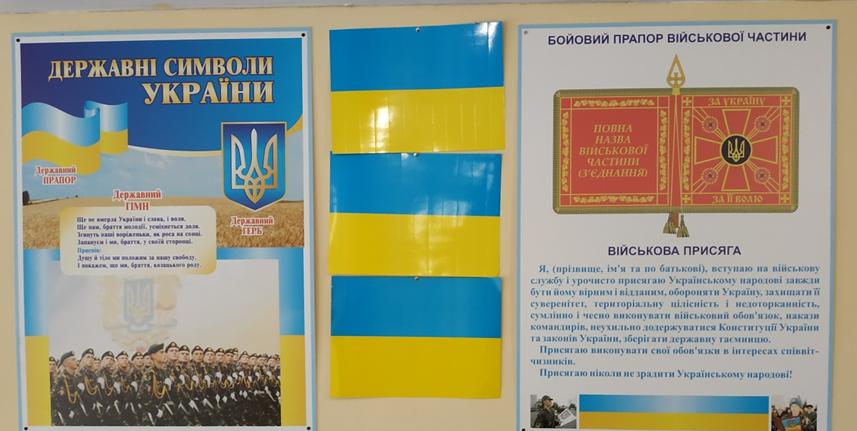 ДЕРЖАВНІ СИМВОЛИ
УКРАЇНИ
Державний
ПРАПОР
Державний
ГІМН
Державний
ГЕРБ
Ще не вмерла України і слава, і воля.
Ще нам, браття молодії, усміхнеться доля.
Згинуть наші воріженьки, як роса на сонці.
Запануєм і ми, браття, у своїй сторонці.
Приспів:
Душу й тіло ми положим за нашу свободу.
І покажем, що ми, браття, козацького роду.
БОЙОВИЙ ПРАПОР ВІЙСЬКОВОЇ ЧАСТИНИ
ПОВНА
НАЗВА
ВІЙСЬКОВОЇ
ЧАСТИНИ
(З'ЄДНАННЯ)
ЗА УКРАЇНУ
ЗА ЇЇ ВОЛЮ
ВІЙСЬКОВА ПРИСЯГА
Я, (прізвище, ім'я та по батькові), вступаю на військову
службу і урочисто присягаю Українському народові завжди
бути йому вірним і відданим, обороняти Україну, захищати її
суверенітет, територіальну цілісність і недоторканність,
сумлінно і чесно виконувати військовий обов'язок, накази
командирів, неухильно додержуватися Конституції України
та законів України, зберігати державну таємницю.
Присягаю виконувати свої обов'язки в інтересах співвіт-
чизників.
Присягаю ніколи не зрадити Українському народові!